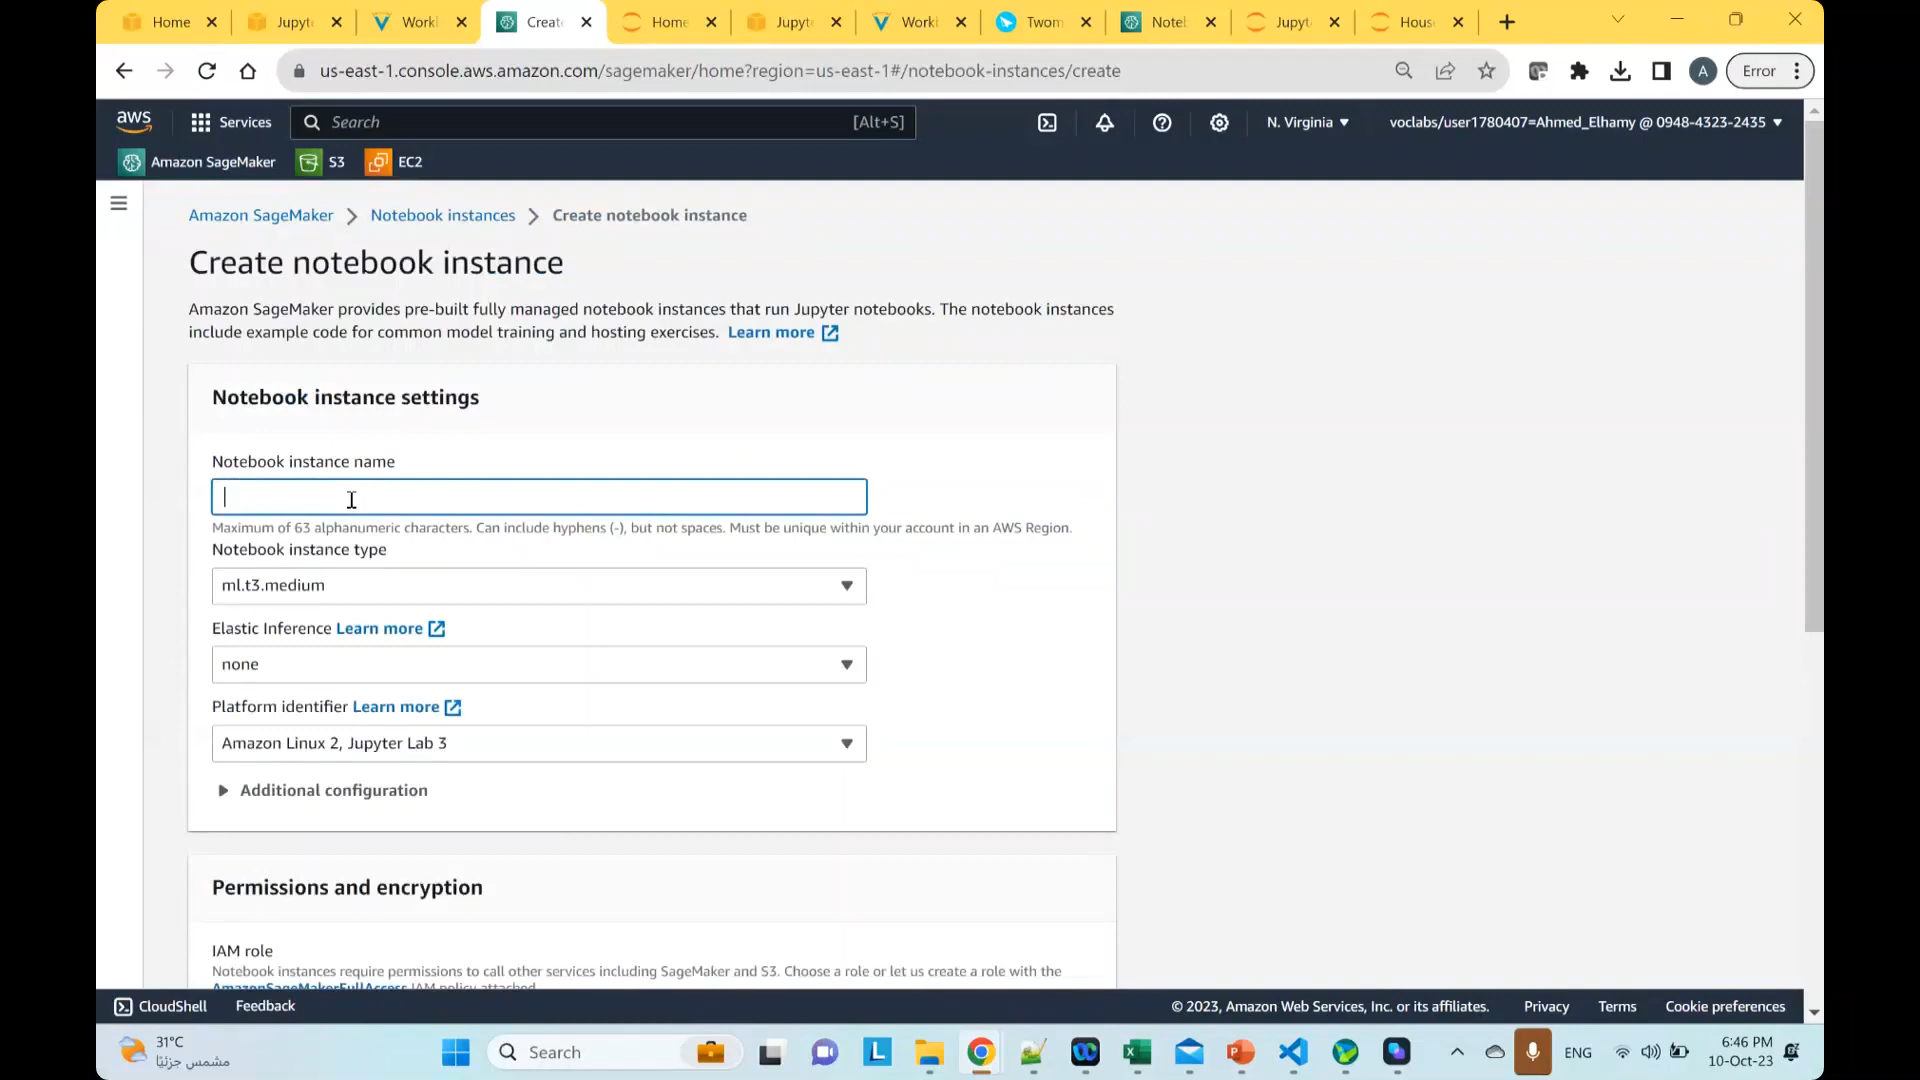 Home
Jupyt
Workl
Create
Home
Jupyt
Workl
Twom
Notel
Jupyt
Hous
us-east-1.console.aws.amazon.com/sagemaker/home?region=us-east-1#/notebook-instances/create
A
Error
aws
Services
Search
[Alt+S]
N. Virginia
voclabs/user1780407=Ahmed_Elhamy @ 0948-4323-2435
Amazon SageMaker
S3
EC2
Amazon SageMaker
Notebook instances
Create notebook instance
Create notebook instance
Amazon SageMaker provides pre-built fully managed notebook instances that run Jupyter notebooks. The notebook instances
include example code for common model training and hosting exercises. Learn more
Notebook instance settings
Notebook instance name
Maximum of 63 alphanumeric characters. Can include hyphens (-), but not spaces. Must be unique within your account in an AWS Region.
Notebook instance type
ml.t3.medium
Elastic Inference Learn more
none
Platform identifier Learn more
Amazon Linux 2, Jupyter Lab 3
Additional configuration
Permissions and encryption
IAM role
Notebook instances require permissions to call other services including SageMaker and S3. Choose a role or let us create a role with the
AmazonSageMakerFullAccess IAM policy attached.
CloudShell
Feedback
© 2023, Amazon Web Services, Inc. or its affiliates.
Privacy
Terms
Cookie preferences
31°C
مشمس جزئيًا
Search
L
ENG
6:46 PM
10-Oct-23